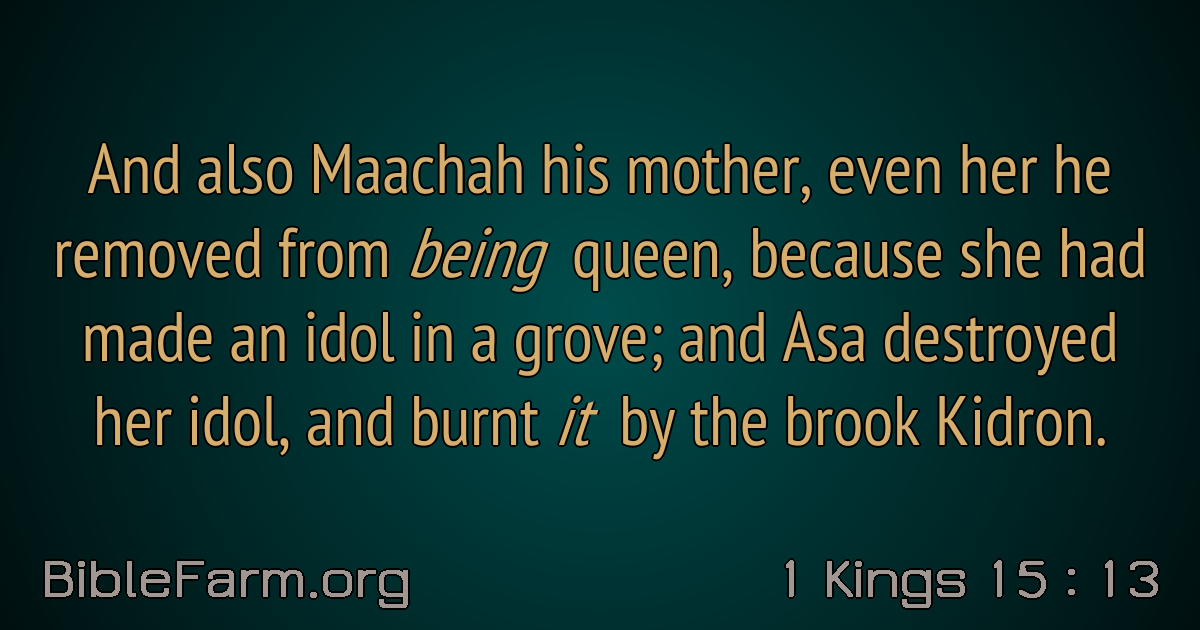 And also Maachah his mother, even her he
removed from being queen, because she had
made an idol in a grove; and Asa destroyed
her idol, and burnt it by the brook Kidron.
BibleFarm.org
1 Kings 15 : 13